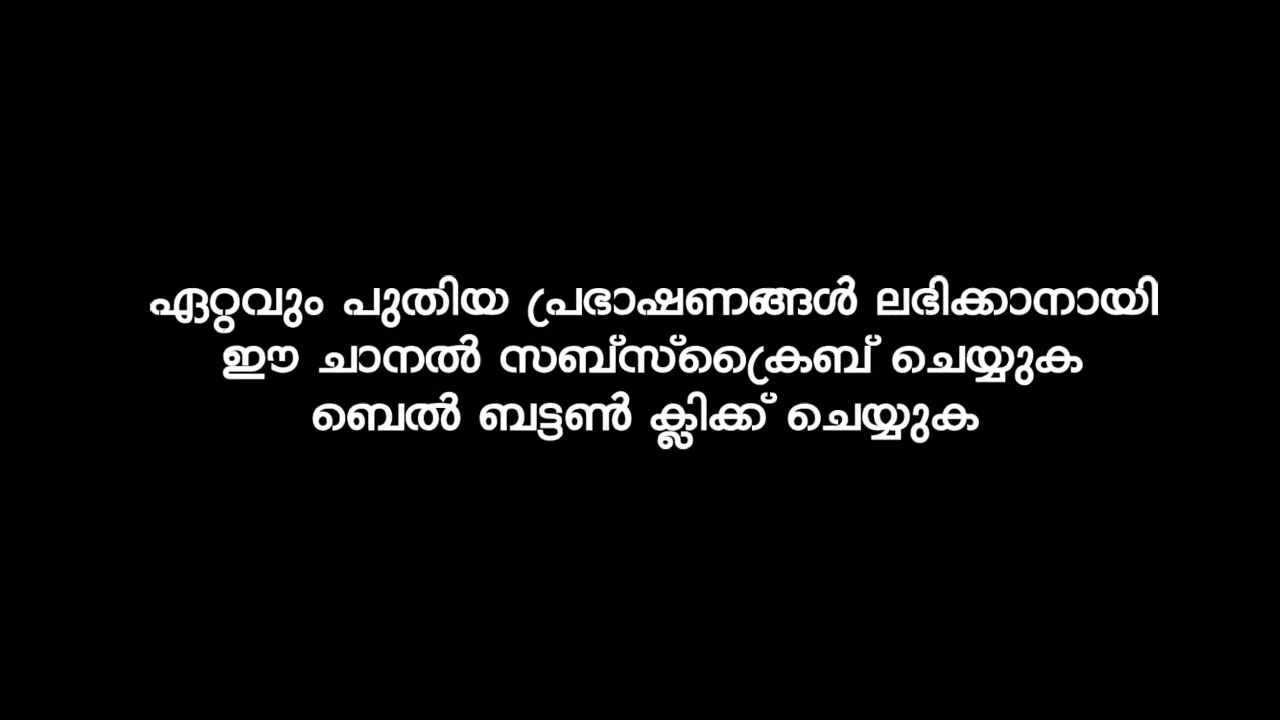 ഏറ്റവും പുതിയ പ്രഭാഷണങ്ങൾ ലഭിക്കാനായി
ഈ ചാനൽ സബ്സ്ക്രൈബ് ചെയ്യുക
ബെൽ ബട്ടൺ ക്ലിക്ക് ചെയ്യുക